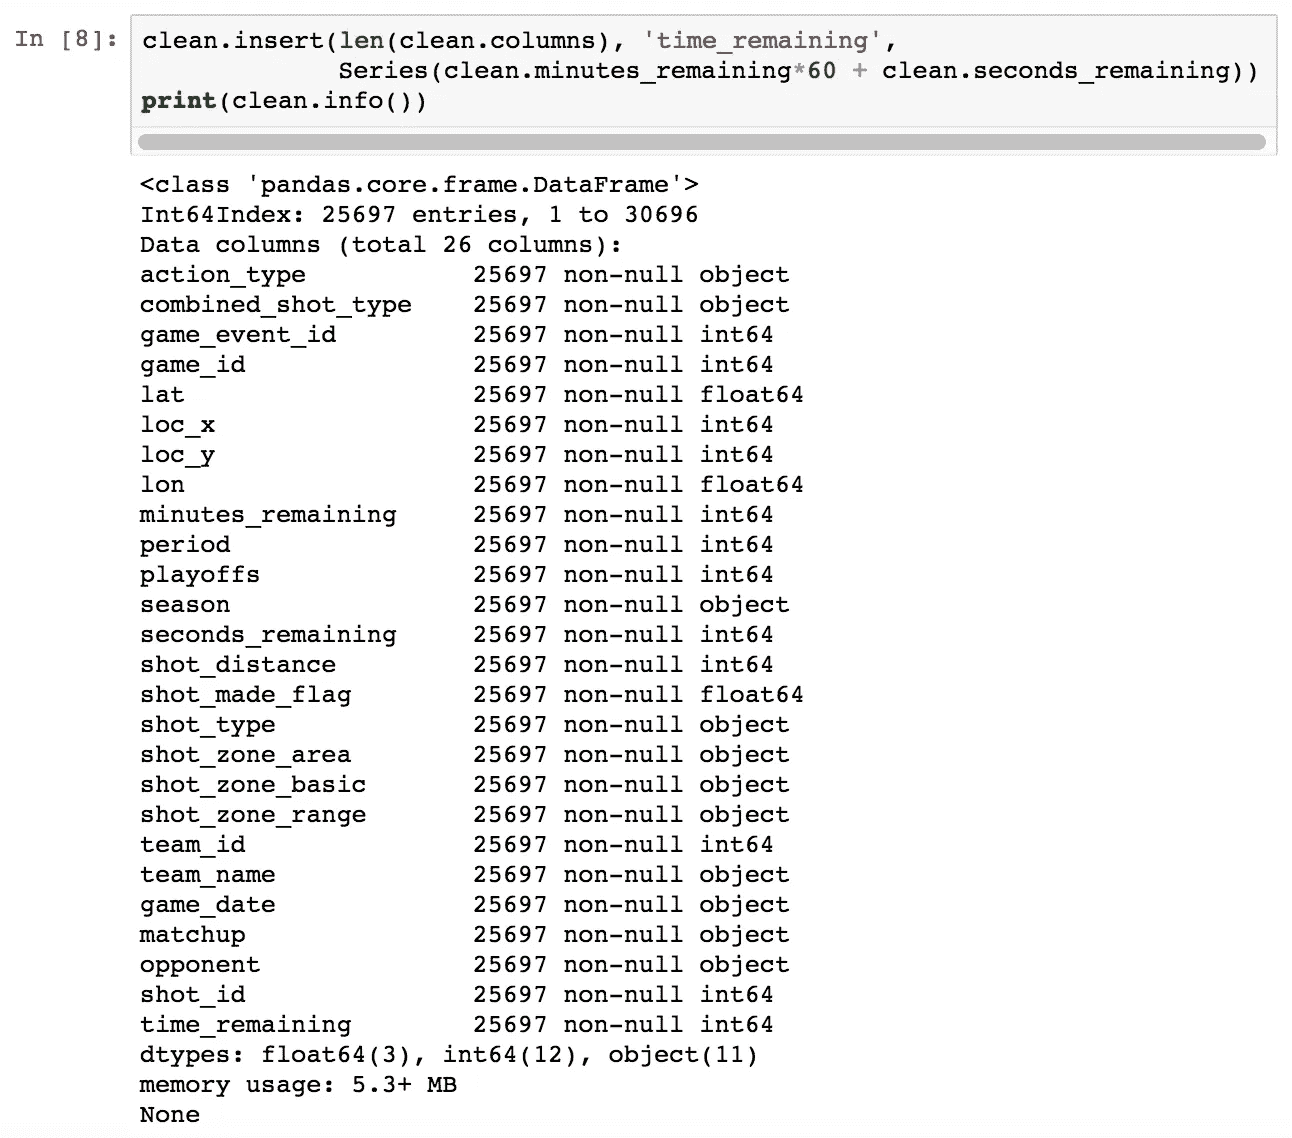 In [8]: clean.insert(len(clean.columns), 'time_remaining',
Series(clean.minutes_remaining*60 + clean.seconds_remaining))
print(clean.info())
<class 'pandas.core.frame.DataFrame'>
Int64Index: 25697 entries, 1 to 30696
Data columns (total 26 columns):
action_type 25697 non-null object
combined_shot_type 25697 non-null object
game_event_id 25697 non-null int64
game_id 25697 non-null int64
lat 25697 non-null float64
loc_x 25697 non-null int64
loc_y 25697 non-null int64
lon 25697 non-null float64
minutes_remaining 25697 non-null int64
period 25697 non-null int64
playoffs 25697 non-null int64
season 25697 non-null object
seconds_remaining 25697 non-null int64
shot_distance 25697 non-null int64
shot_made_flag 25697 non-null float64
shot_type 25697 non-null object
shot_zone_area 25697 non-null object
shot_zone_basic 25697 non-null object
shot_zone_range 25697 non-null object
team_id 25697 non-null int64
team_name 25697 non-null object
game_date 25697 non-null object
matchup 25697 non-null object
opponent 25697 non-null object
shot_id 25697 non-null int64
time_remaining 25697 non-null int64
dtypes: float64(3), int64(12), object(11)
memory usage: 5.3+ MB
None